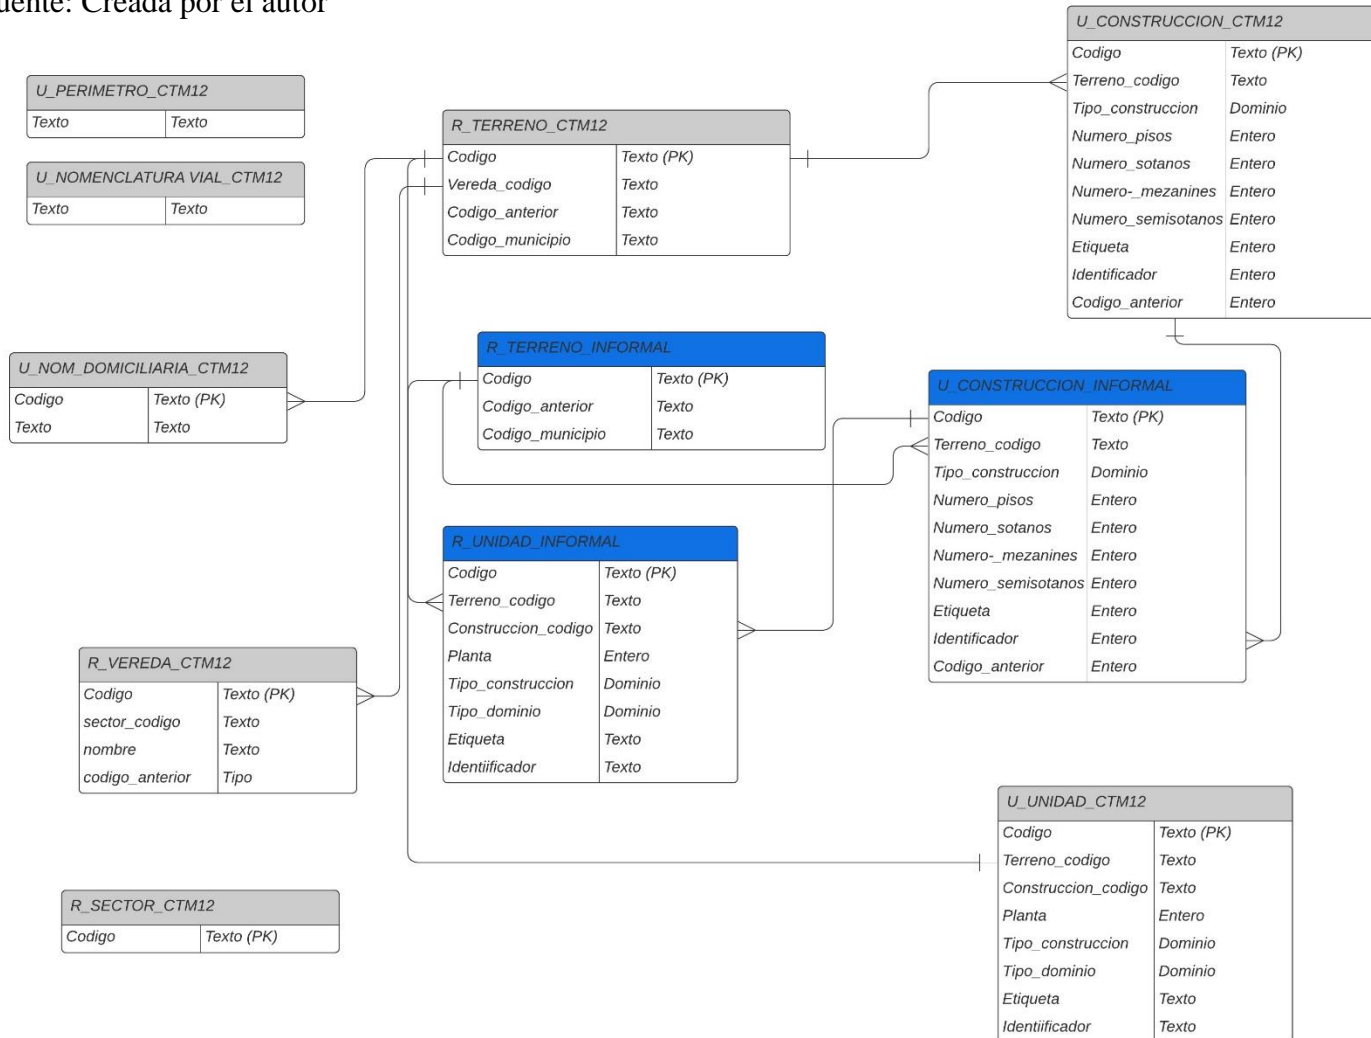 uente: Creada por el autor
U_CONSTRUCCION_CTM12
Codigo Texto (PK)
Terreno_codigo Texto
Tipo_construccion Dominio
Numero_pisos Entero
Numero_sotanos Entero
Numero-_mezanines Entero
Numero_semisotanos Entero
Etiqueta Entero
Identificador Entero
Codigo_anterior Entero
U_PERIMETRO_CTM12
Texto Texto
U_NOMENCLATURA VIAL_CTM12
Texto Texto
R_TERRENO_CTM12
Codigo Texto (PK)
Vereda_codigo Texto
Codigo_anterior Texto
Codigo_municipio Texto
U_NOM_DOMICILIARIA_CTM12
Codigo Texto (PK)
Texto Texto
R_TERRENO_INFORMAL
Codigo Texto (PK)
Codigo_anterior Texto
Codigo_municipio Texto
U_CONSTRUCCION_INFORMAL
Codigo Texto (PK)
Terreno_codigo Texto
Tipo_construccion Dominio
Numero_pisos Entero
Numero_sotanos Entero
Numero-_mezanines Entero
Numero_semisotanos Entero
Etiqueta Entero
Identificador Entero
Codigo_anterior Entero
R_UNIDAD_INFORMAL
Codigo Texto (PK)
Terreno_codigo Texto
Construccion_codigo Texto
Planta Entero
Tipo_construccion Dominio
Tipo_dominio Dominio
Etiqueta Texto
Identiificador Texto
R_VEREDA_CTM12
Codigo Texto (PK)
sector_codigo Texto
nombre Texto
codigo_anterior Tipo
R_SECTOR_CTM12
Codigo Texto (PK)
U_UNIDAD_CTM12
Codigo Texto (PK)
Terreno_codigo Texto
Construccion_codigo Texto
Planta Entero
Tipo_construccion Dominio
Tipo_dominio Dominio
Etiqueta Texto
Identiificador Texto